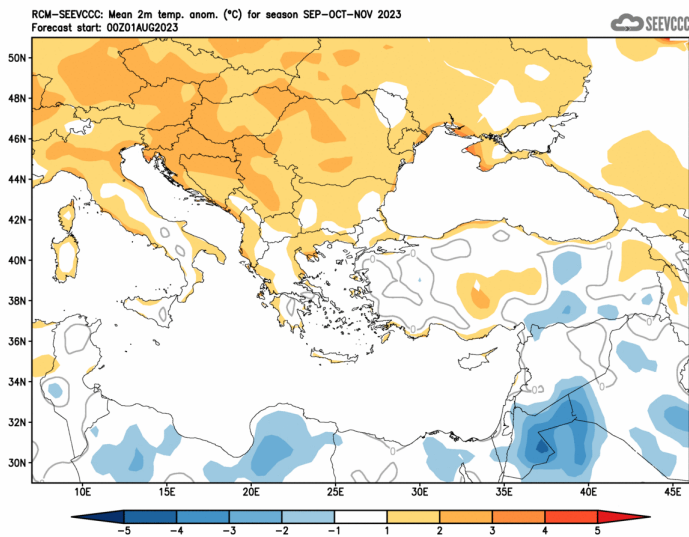 RCM-SEEVCCC: Mean 2m temp. anom. (°C) for season SEP-OCT-NOV 2023
Forecast start: 00Z01AUG2023
SEEVCCC
50N
48N
46N
44N
42N
40N
38N
36N
34N
32N
30N
10E 15E 20E 25E 30E 35E 40E 45E
-5 -4 -3 -2 -1 1 2 3 4 5